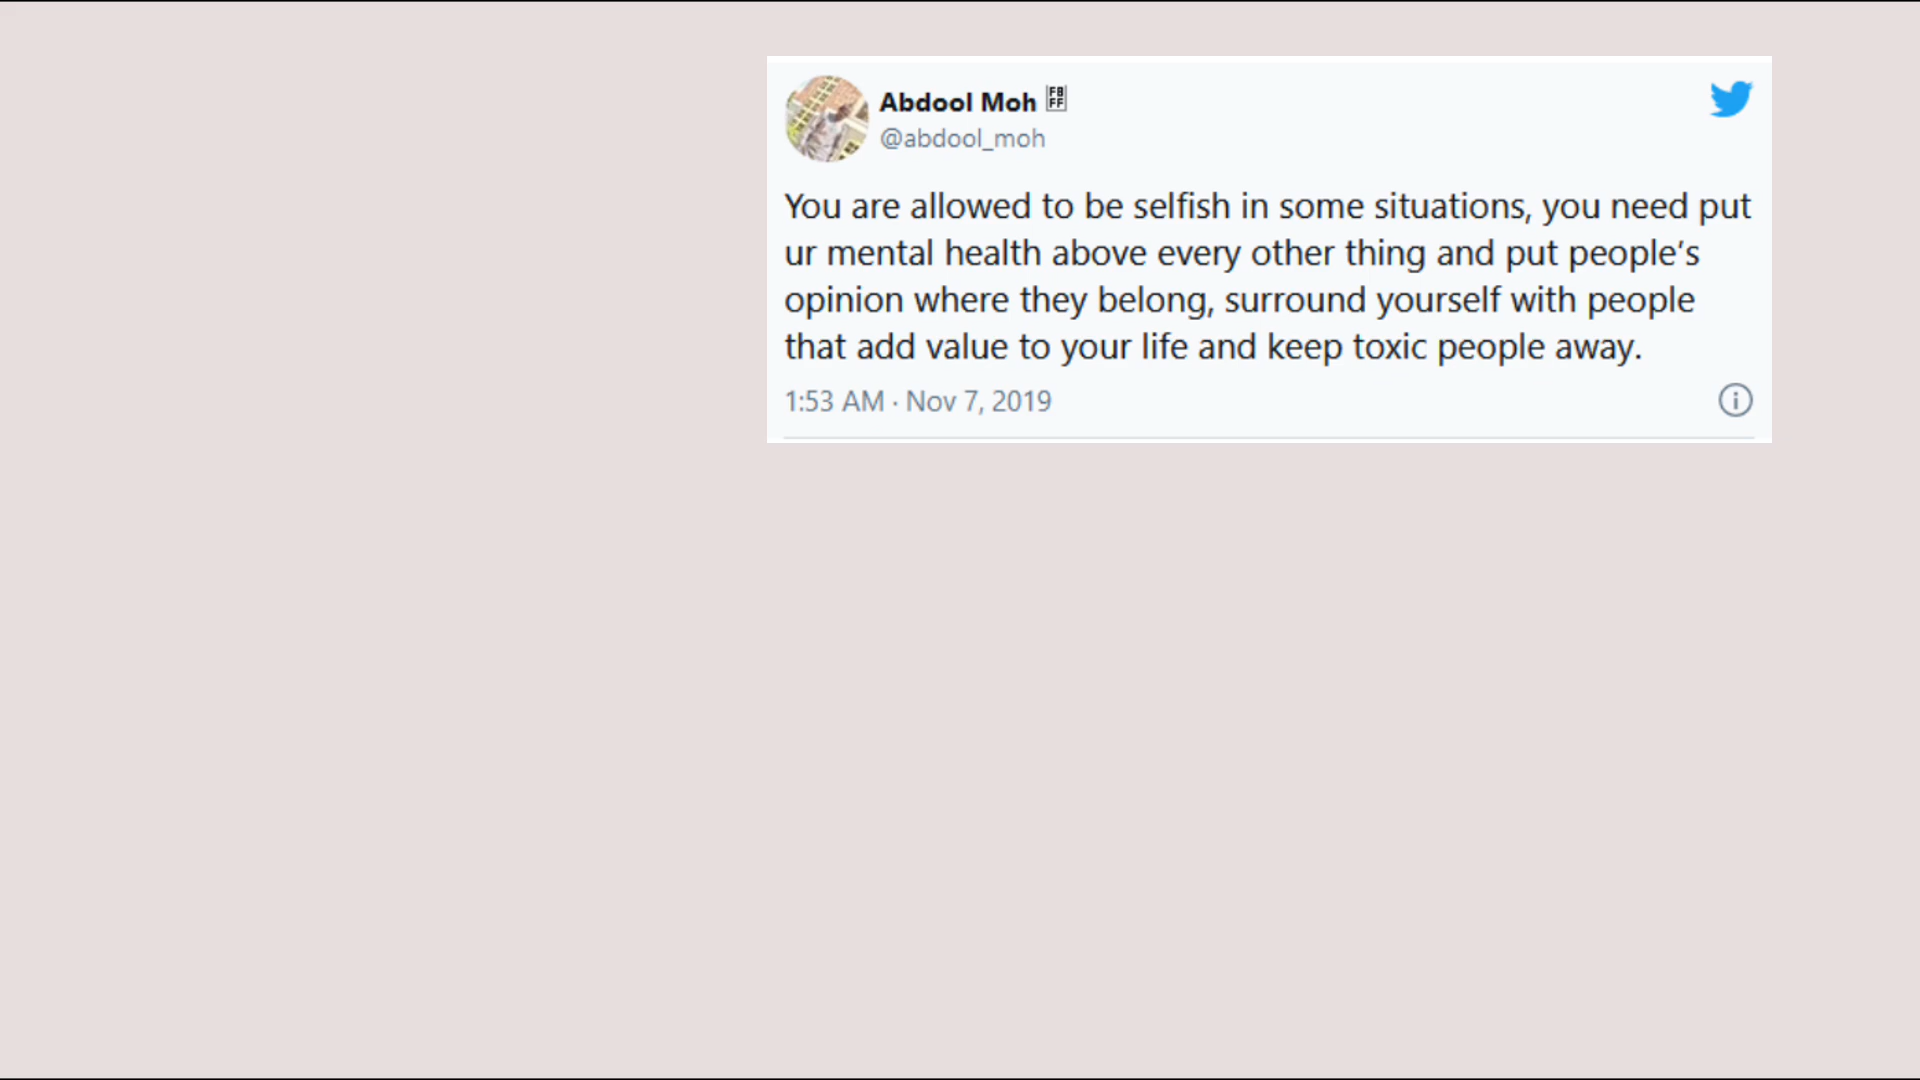 Abdool Moh
@abdool_moh
You are allowed to be selfish in some situations, you need put
ur mental health above every other thing and put people’s
opinion where they belong, surround yourself with people
that add value to your life and keep toxic people away.
1:53 AM · Nov 7, 2019